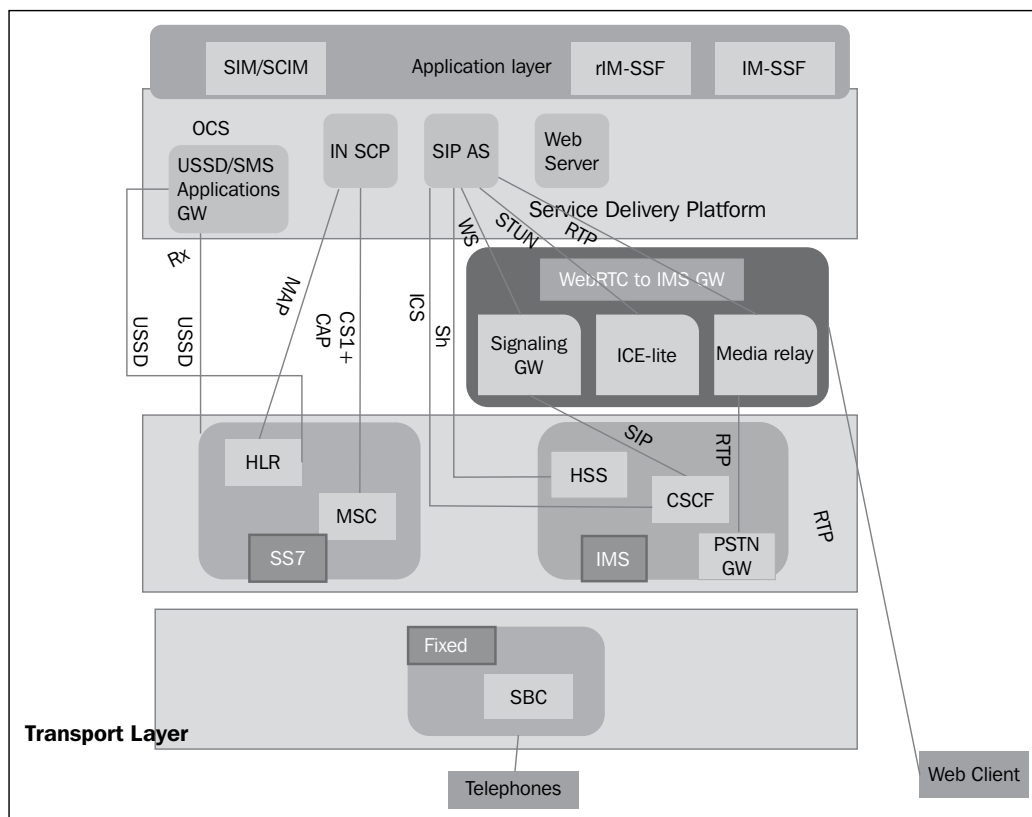 SIM/SCIM
Application layer
rIM-SSF
IM-SSF
OCS
USSD/SMS
Applications
GW
IN SCP
SIP AS
Web
Server
Service Delivery Platform
Rx
USSD
USSD
MAP
CS1+
CAP
ICS
Sh
WS
STUN
RTP
WebRTC to IMS GW
Signaling
GW
ICE-lite
Media relay
SIP
RTP
RTP
HLR
MSC
SS7
HSS
CSCF
IMS
PSTN
GW
Fixed
SBC
Transport Layer
Telephones
Web Client